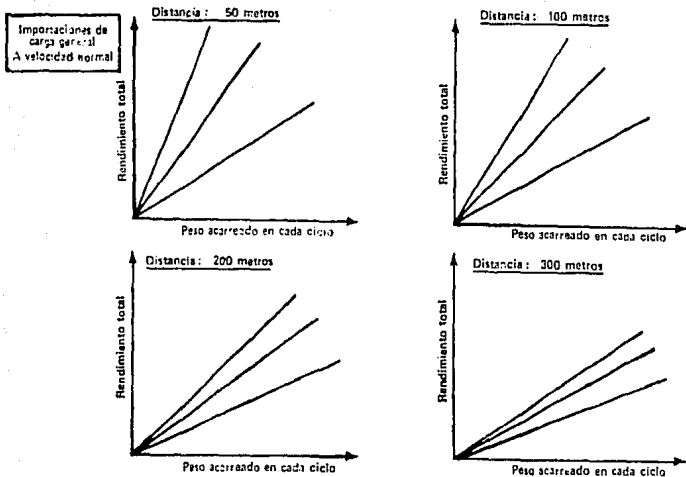 Importaciones de
carga general
A velocidad normal
Distancia: 50 metros
Rendimiento total
Peso acarreado en cada ciclo
Distancia: 100 metros
Rendimiento total
Peso acarreado en cada ciclo
Distancia: 200 metros
Rendimiento total
Peso acarreado en cada ciclo
Distancia: 300 metros
Rendimiento total
Peso acarreado en cada ciclo